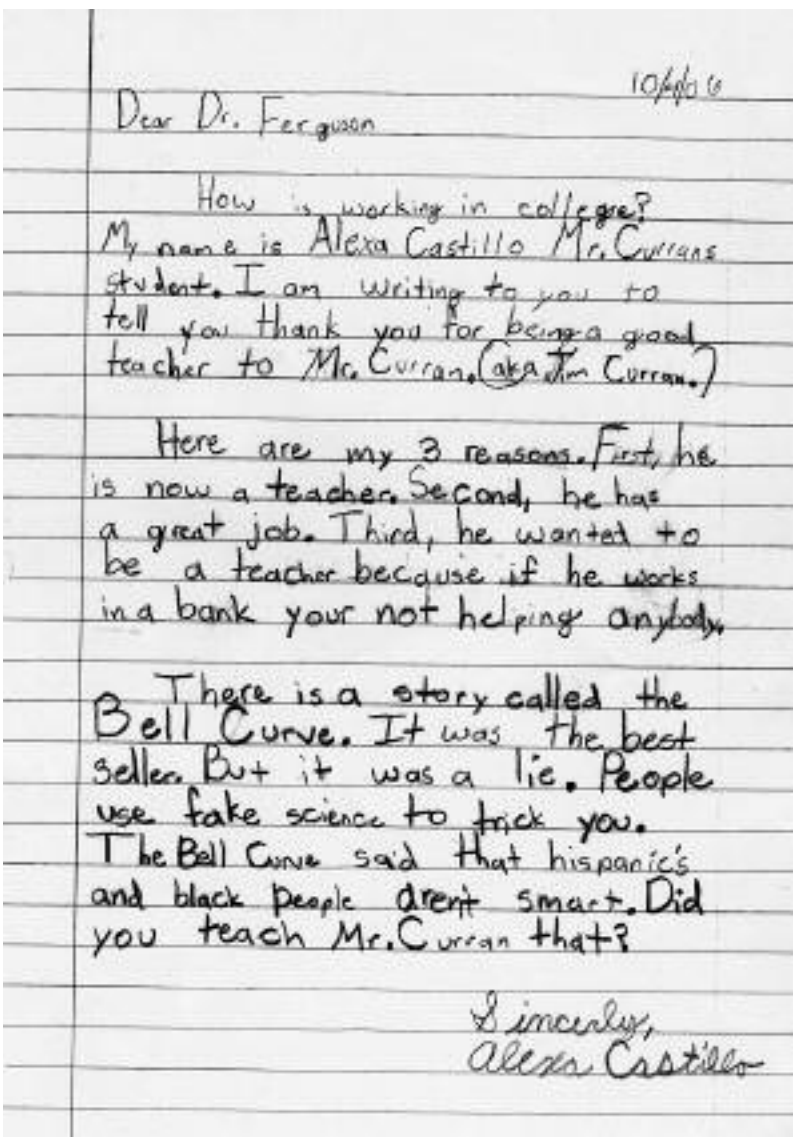 Dear Dr. Ferguson
How is working in collegee?
My name is Alexa Castillo Mr. Currans
student. I am writing to you to
tell you thank you for being a good
teacher to Mr. Curran. (aka Jim Curran.)
Here are my 3 reasons. First, he
is now a teacher. Second, he has
a great job. Third, he wanted to
be a teacher because if he works
in a bank your not helping anybody.
There is a story called the
Bell Curve. It was the best
seller. But it was a lie. People
use fake science to trick you.
The Bell Curve said that hispanic's
and black people aren't smart. Did
you teach Mr. Curran that?
Sincerly,
Alexa Castillo